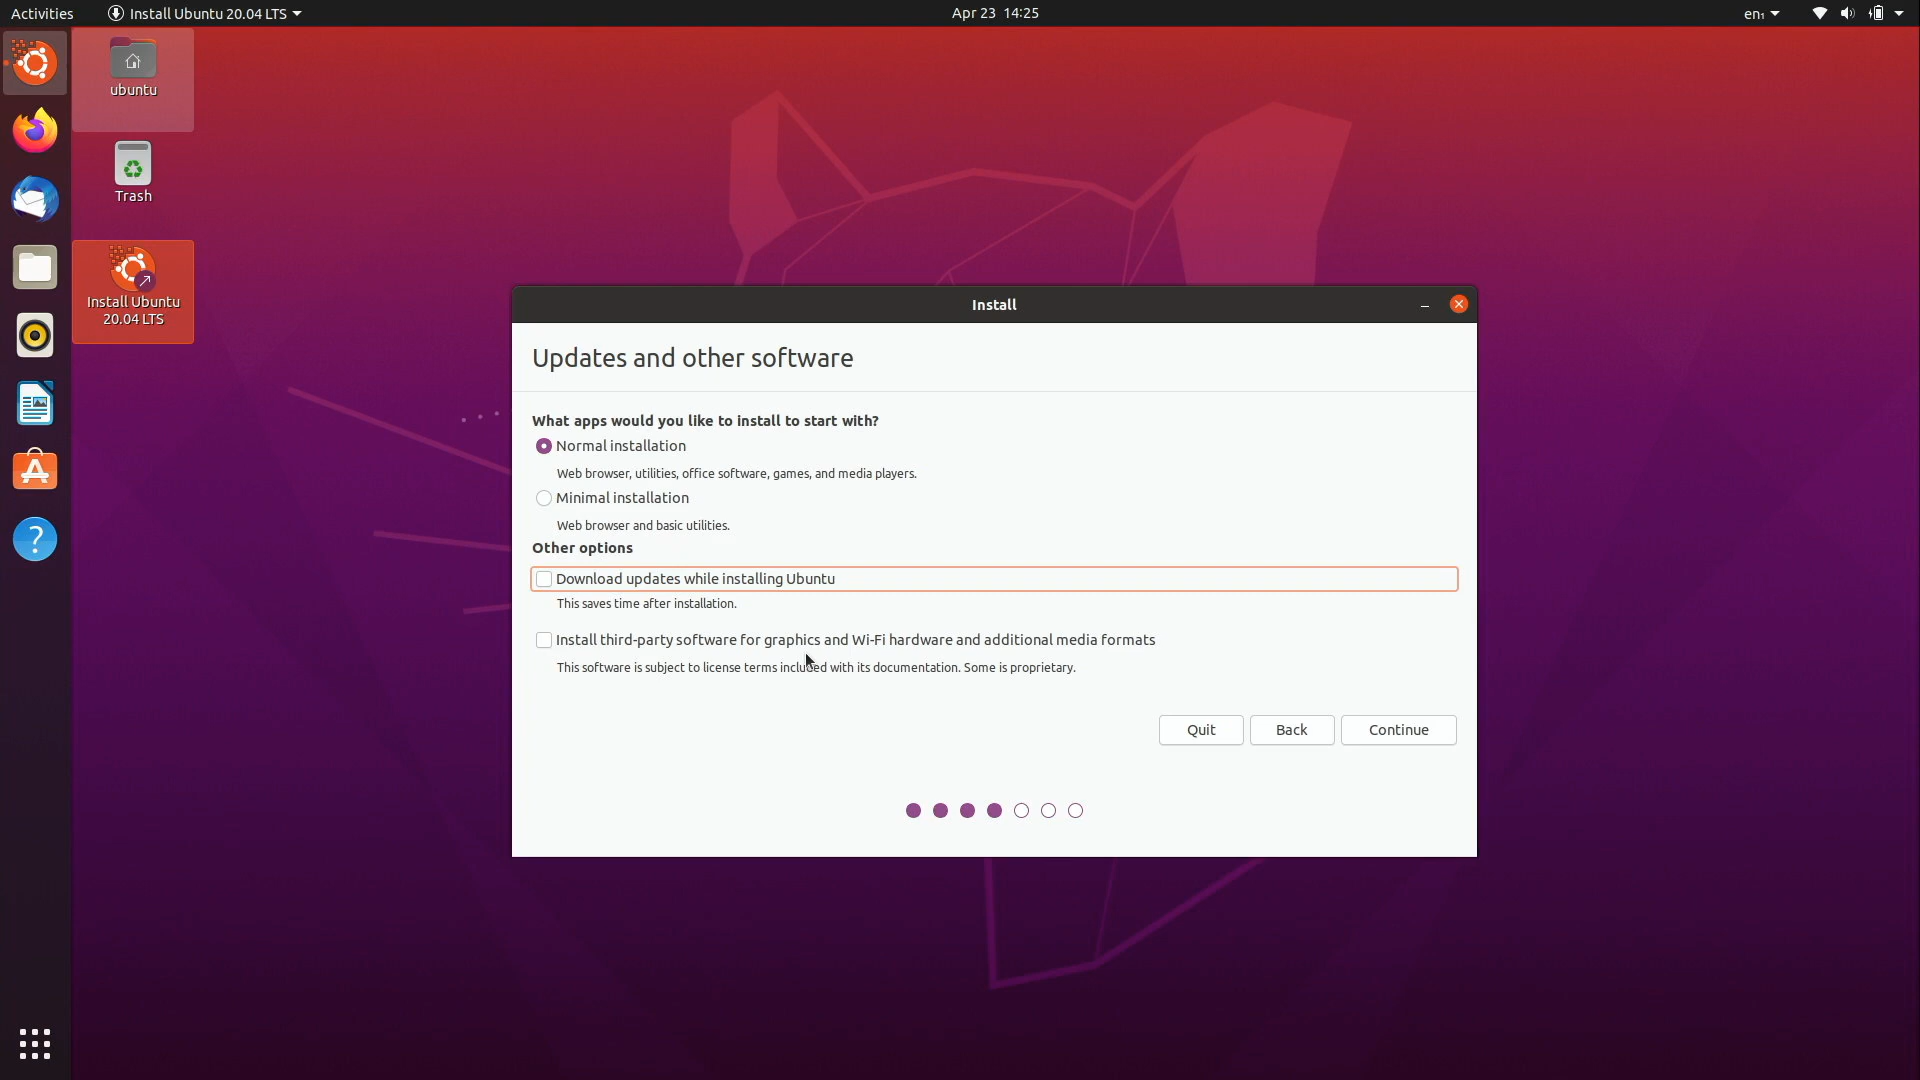 Activities
Install Ubuntu 20.04 LTS
Apr 23 14:25
en₁
ubuntu
Trash
Install Ubuntu
20.04 LTS
Install
Updates and other software
What apps would you like to install to start with?
Normal installation
Web browser, utilities, office software, games, and media players.
Minimal installation
Web browser and basic utilities.
Other options
Download updates while installing Ubuntu
This saves time after installation.
Install third-party software for graphics and Wi-Fi hardware and additional media formats
This software is subject to license terms included with its documentation. Some is proprietary.
Quit
Back
Continue